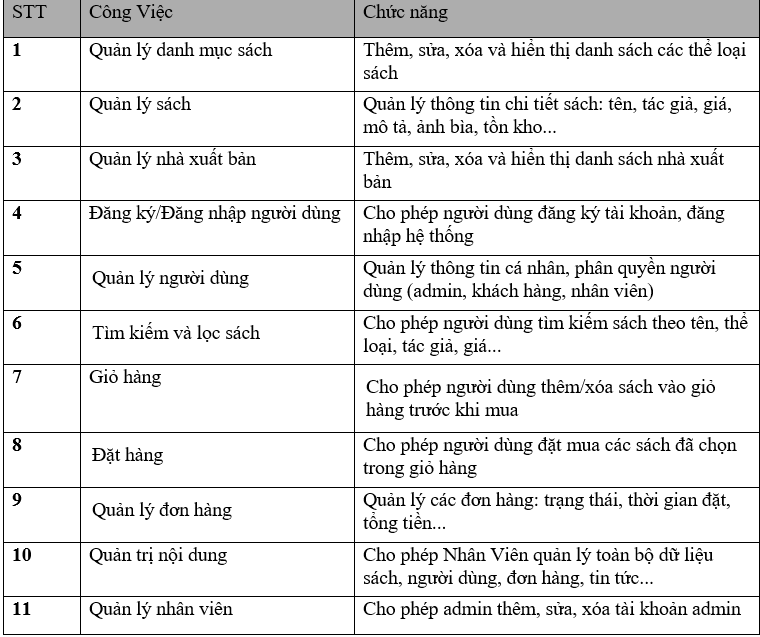 STT Công Việc Chức năng
1 Quản lý danh mục sách Thêm, sửa, xóa và hiển thị danh sách các thể loại
sách
2 Quản lý sách Quản lý thông tin chi tiết sách: tên, tác giả, giá,
mô tả, ảnh bìa, tồn kho...
3 Quản lý nhà xuất bản Thêm, sửa, xóa và hiển thị danh sách nhà xuất
bản
4 Đăng ký/Đăng nhập người dùng Cho phép người dùng đăng ký tài khoản, đăng
nhập hệ thống
5 Quản lý người dùng Quản lý thông tin cá nhân, phân quyền người
dùng (admin, khách hàng, nhân viên)
6 Tìm kiếm và lọc sách Cho phép người dùng tìm kiếm sách theo tên, thể
loại, tác giả, giá...
7 Giỏ hàng Cho phép người dùng thêm/xóa sách vào giỏ
hàng trước khi mua
8 Đặt hàng Cho phép người dùng đặt mua các sách đã chọn
trong giỏ hàng
9 Quản lý đơn hàng Quản lý các đơn hàng: trạng thái, thời gian đặt,
tổng tiền...
10 Quản trị nội dung Cho phép Nhân Viên quản lý toàn bộ dữ liệu
sách, người dùng, đơn hàng, tin tức...
11 Quản lý nhân viên Cho phép admin thêm, sửa, xóa tài khoản admin